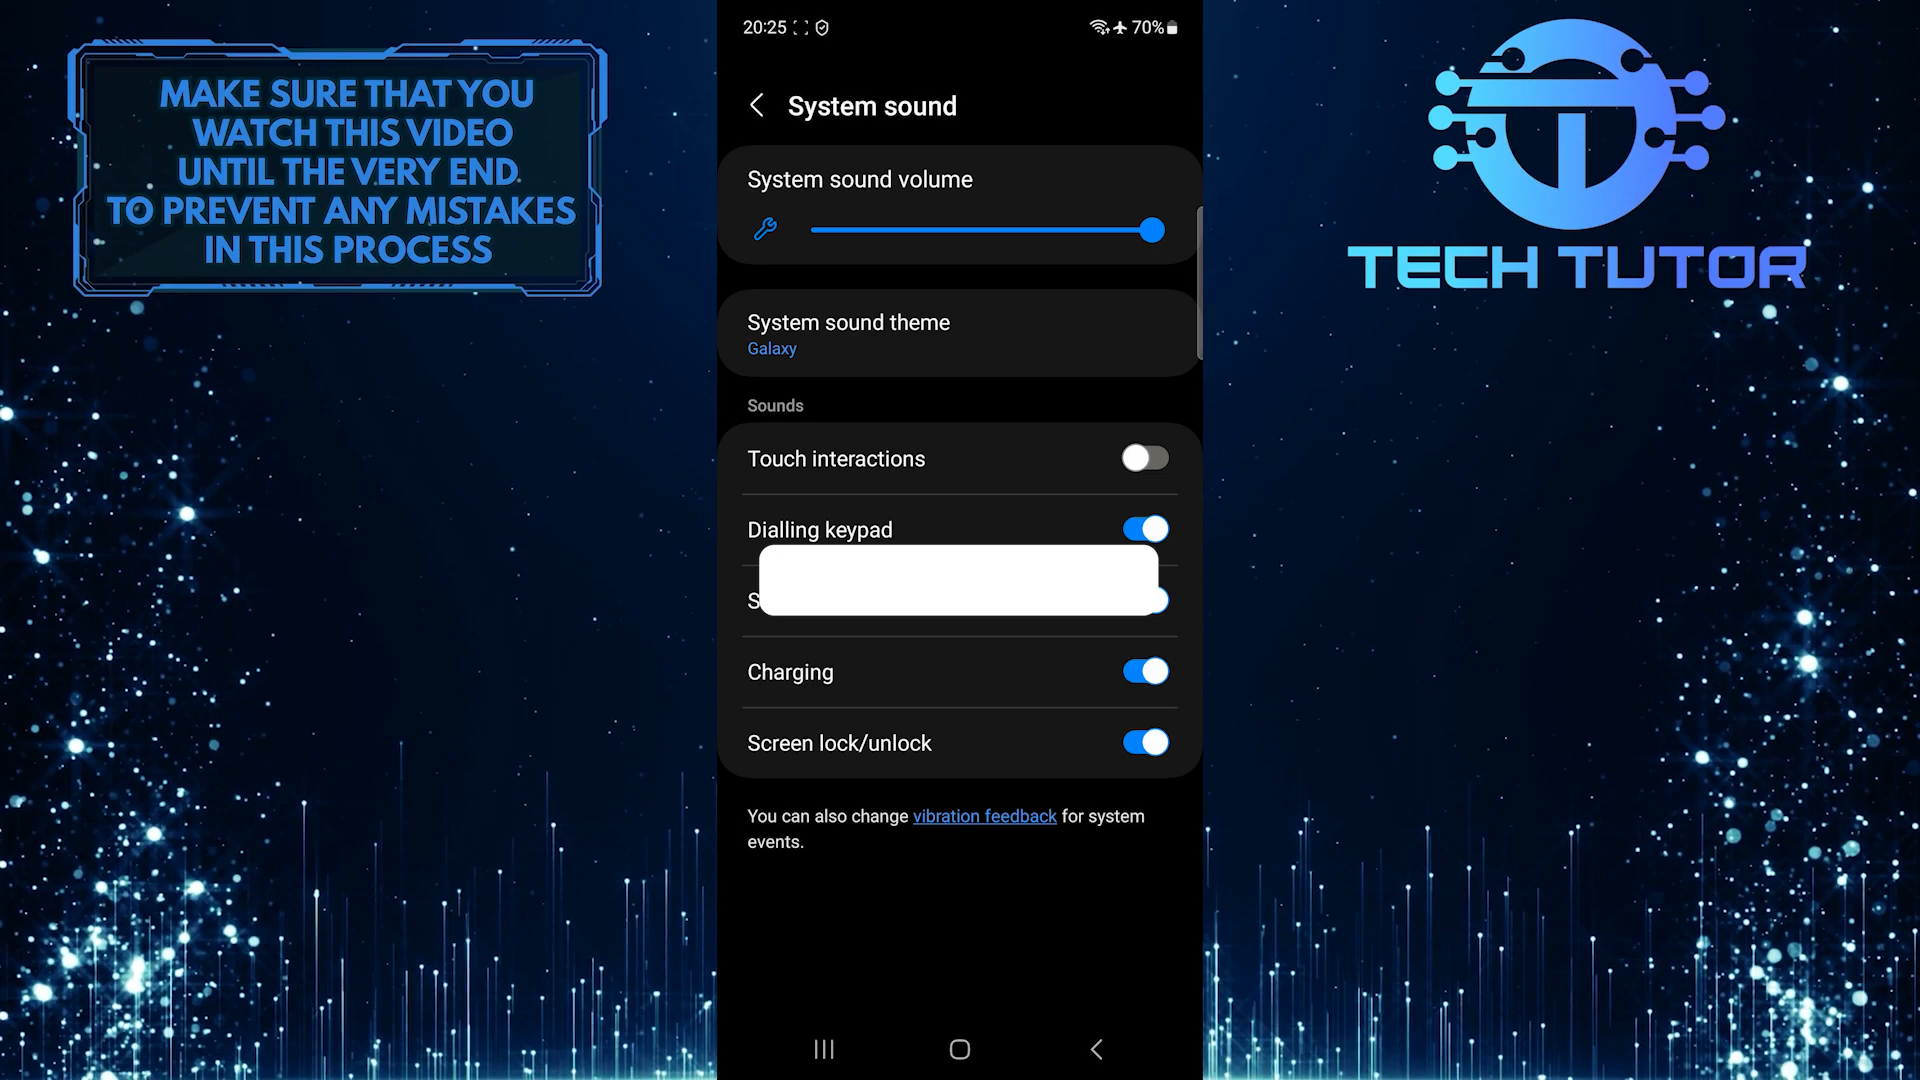 MAKE SURE THAT YOU
WATCH THIS VIDEO
UNTIL THE VERY END
TO PREVENT ANY MISTAKES
IN THIS PROCESS
20:25
70%
System sound
System sound volume
System sound theme
Galaxy
Sounds
Touch interactions
Dialling keypad
S
Charging
Screen lock/unlock
You can also change vibration feedback for system
events.
TECH TUTOR